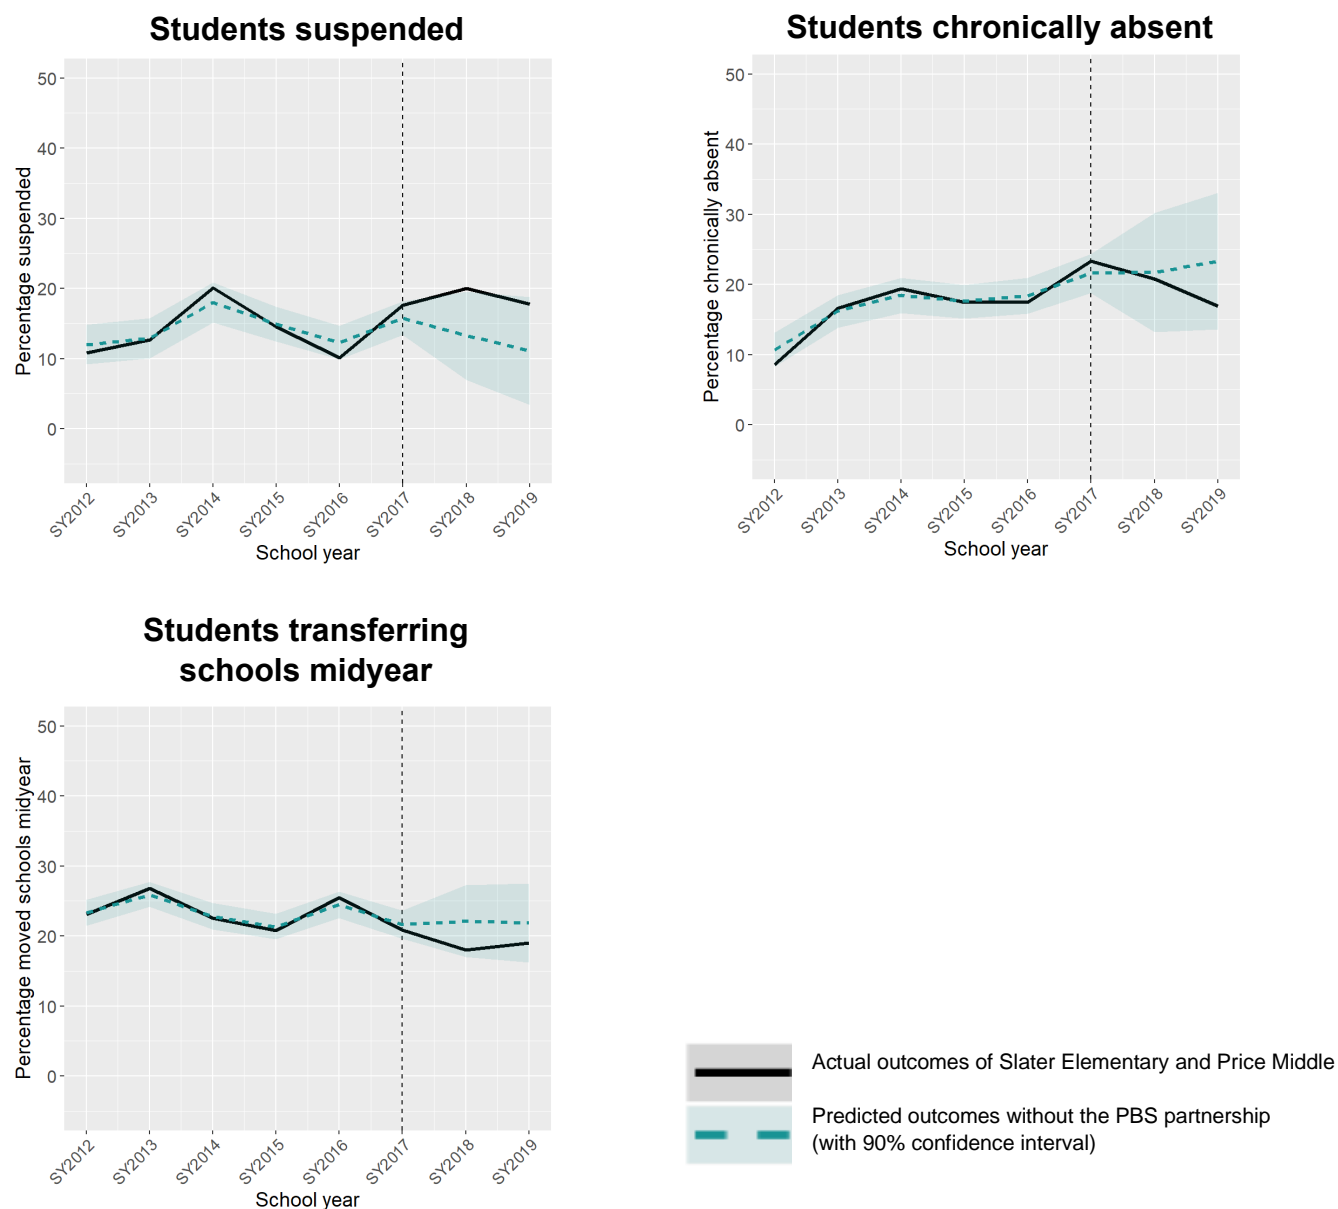 Students suspended
50
40
30
20
10
0
Percentage suspended
SY2012
SY2013
SY2014
SY2015
SY2016
SY2017
SY2018
SY2019
School year
Students chronically absent
50
40
30
20
10
0
Percentage chronically absent
SY2012
SY2013
SY2014
SY2015
SY2016
SY2017
SY2018
SY2019
School year
Students transferring
schools midyear
50
40
30
20
10
0
Percentage moved schools midyear
SY2012
SY2013
SY2014
SY2015
SY2016
SY2017
SY2018
SY2019
School year
Actual outcomes of Slater Elementary and Price Middle
Predicted outcomes without the PBS partnership
(with 90% confidence interval)